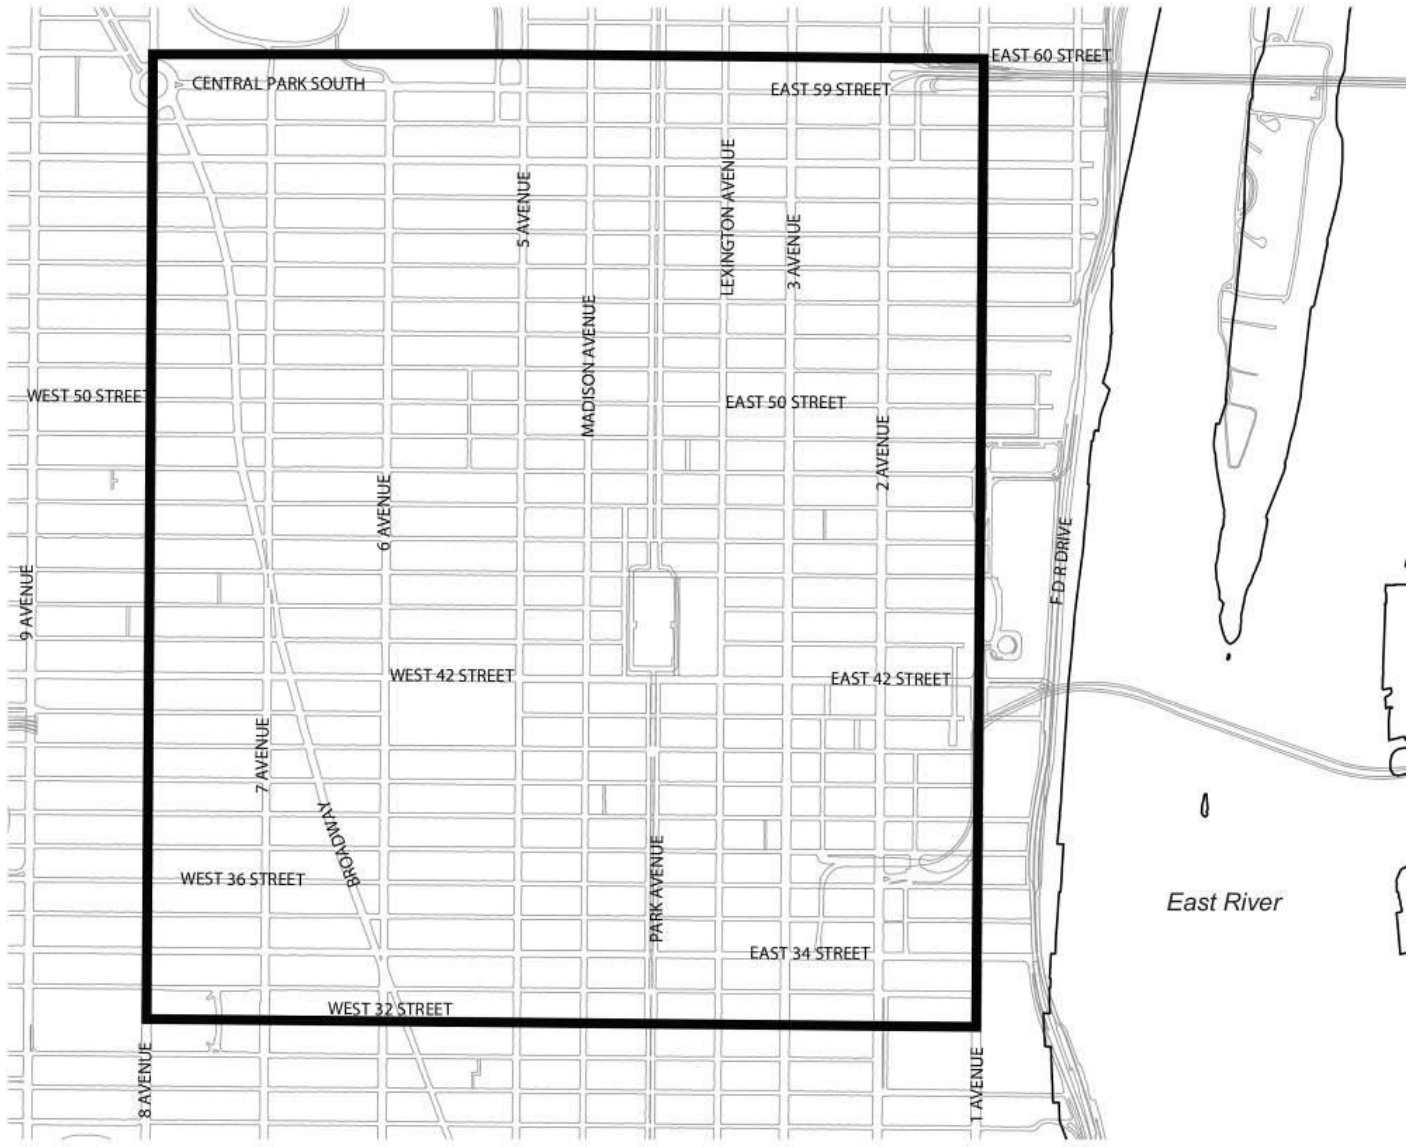 EAST 60 STREET
CENTRAL PARK SOUTH
EAST 59 STREET
LEXINGTON AVENUE
5 AVENUE
3 AVENUE
MADISON AVENUE
WEST 50 STREET
EAST 50 STREET
2 AVENUE
6 AVENUE
F D R DRIVE
9 AVENUE
WEST 42 STREET
EAST 42 STREET
7 AVENUE
BROADWAY
PARK AVENUE
WEST 36 STREET
East River
EAST 34 STREET
WEST 32 STREET
8 AVENUE
1 AVENUE